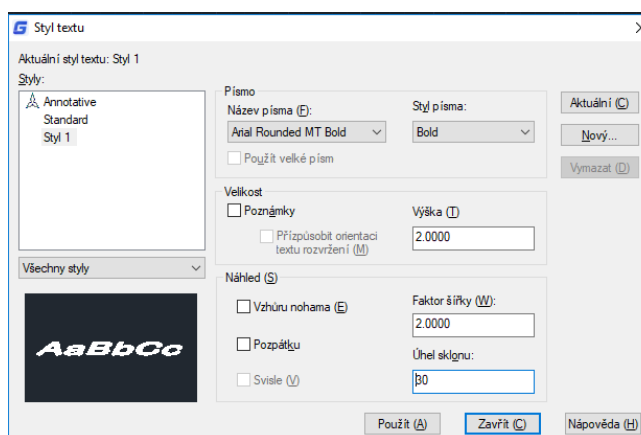 Styl textu
Aktuální styl textu: Styl 1
Styly:
Annotative
Standard
Styl 1
Všechny styly
AaBbCc
Písmo
Název písma (F):
Arial Rounded MT Bold
Použít velké písm
Styl písma:
Bold
Velikost
Poznámky
Přízpůsobit orientaci
textu rozvržení (M)
Výška (T)
2.0000
Náhled (S)
Vzhůru nohama (E)
Pozpátku
Svisle (V)
Faktor šířky (W):
2.0000
Úhel sklonu:
30
Aktuální (C)
Nový...
Vymazat (D)
Použít (A)
Zavřít (C)
Nápověda (H)